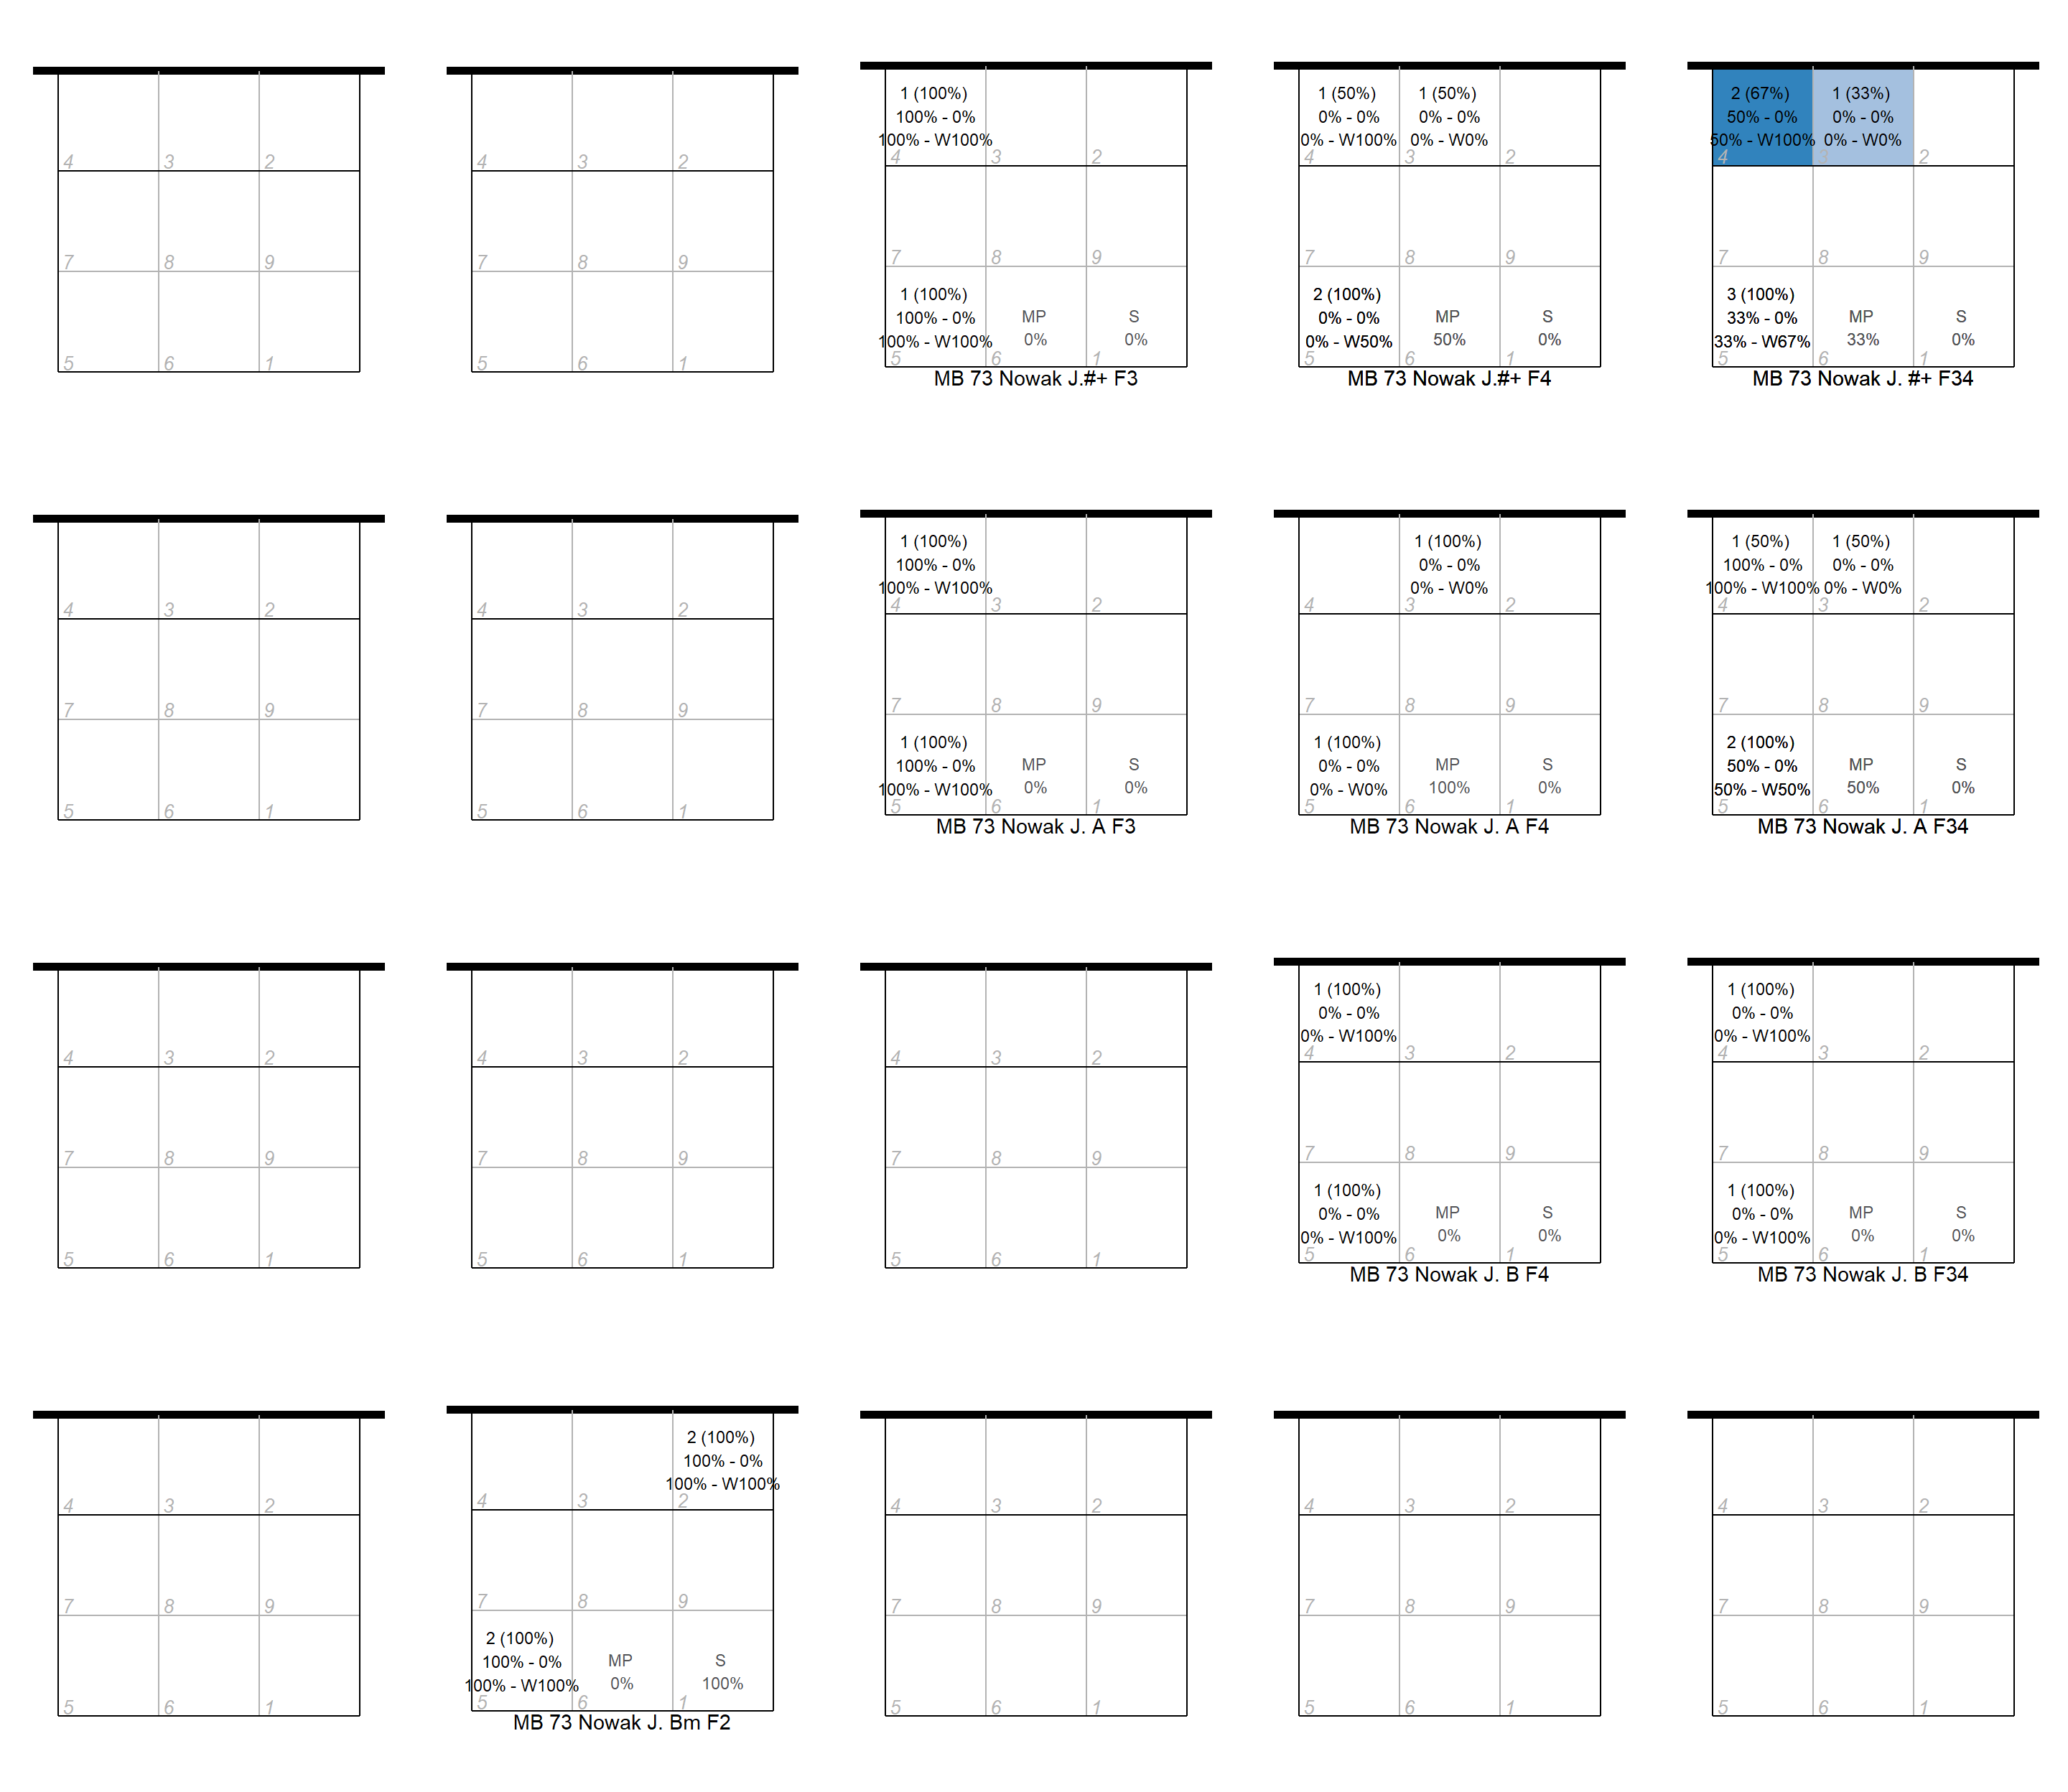 1 (100%) 1 (50%) 1 (50%) 2 (67%) 1 (33%)
100% - 0% 0% - 0% 0% - 0% 50% - 0% 0% - 0%
100% - W100% 0% - W100% 0% - W0% 50% - W100% 0% - W0%
4 3 2 4 3 2 4 3 2 4 3 2 4 3 2
7 8 9 7 8 9 7 8 9 7 8 9 7 8 9
1 (100%) 2 (100%) 3 (100%)
100% - 0% MP S 0% - 0% MP S 33% - 0% MP S
100% - W100% 0% 0% 0% - W50% 50% 0% 33% - W67% 33% 0%
5 6 1 5 6 1 5 6 1 5 6 1 5 6 1
MB 73 Nowak J.#+ F3 MB 73 Nowak J.#+ F4 MB 73 Nowak J. #+ F34
1 (100%) 1 (100%) 1 (50%) 1 (50%)
100% - 0% 0% - 0% 100% - 0% 0% - 0%
100% - W100% 0% - W0% 100% - W100% 0% - W0%
4 3 2 4 3 2 4 3 2 4 3 2 4 3 2
7 8 9 7 8 9 7 8 9 7 8 9 7 8 9
1 (100%) 1 (100%) 2 (100%)
100% - 0% MP S 0% - 0% MP S 50% - 0% MP S
100% - W100% 0% 0% 0% - W0% 100% 0% 50% - W50% 50% 0%
5 6 1 5 6 1 5 6 1 5 6 1 5 6 1
MB 73 Nowak J. A F3 MB 73 Nowak J. A F4 MB 73 Nowak J. A F34
1 (100%) 1 (100%)
0% - 0% 0% - 0%
0% - W100% 0% - W100%
4 3 2 4 3 2 4 3 2 4 3 2 4 3 2
7 8 9 7 8 9 7 8 9 7 8 9 7 8 9
1 (100%) 1 (100%)
0% - 0% MP S 0% - 0% MP S
0% - W100% 0% 0% 0% - W100% 0% 0%
5 6 1 5 6 1 5 6 1 5 6 1 5 6 1
MB 73 Nowak J. B F4 MB 73 Nowak J. B F34
2 (100%)
100% - 0%
100% - W100%
4 3 2 4 3 2 4 3 2 4 3 2 4 3 2
7 8 9 7 8 9 7 8 9 7 8 9 7 8 9
2 (100%)
100% - 0% MP S
100% - W100% 0% 100%
5 6 1 5 6 1 5 6 1 5 6 1 5 6 1
MB 73 Nowak J. Bm F2